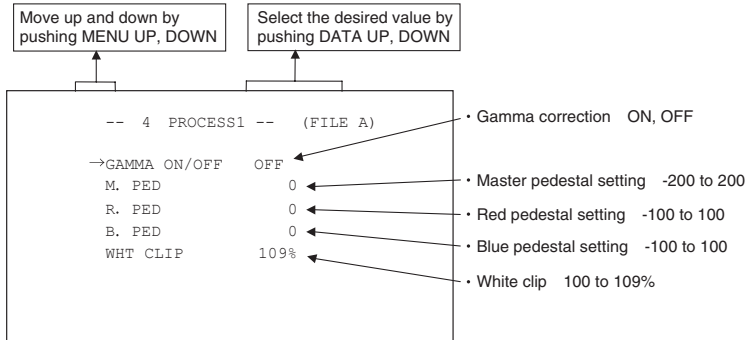 Move up and down by
pushing MENU UP, DOWN
Select the desired value by
pushing DATA UP, DOWN
-- 4 PROCESS1 -- (FILE A)
→GAMMA ON/OFF OFF
M. PED 0
R. PED 0
B. PED 0
WHT CLIP 109%
・Gamma correction ON, OFF
・Master pedestal setting -200 to 200
・Red pedestal setting -100 to 100
・Blue pedestal setting -100 to 100
・White clip 100 to 109%